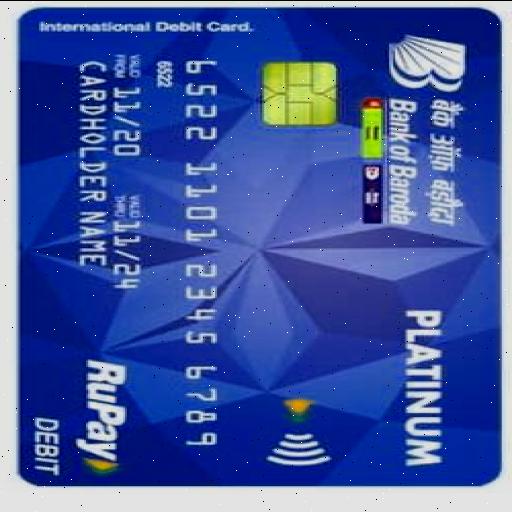 International Debit Card.
बैंक ऑफ़ बड़ौदा
Bank of Baroda
PLATINUM
6522 1101 2345 6789
6522
VALID FROM 11/20 VALID THRU 11/24
CARDHOLDER NAME
RuPay
DEBIT